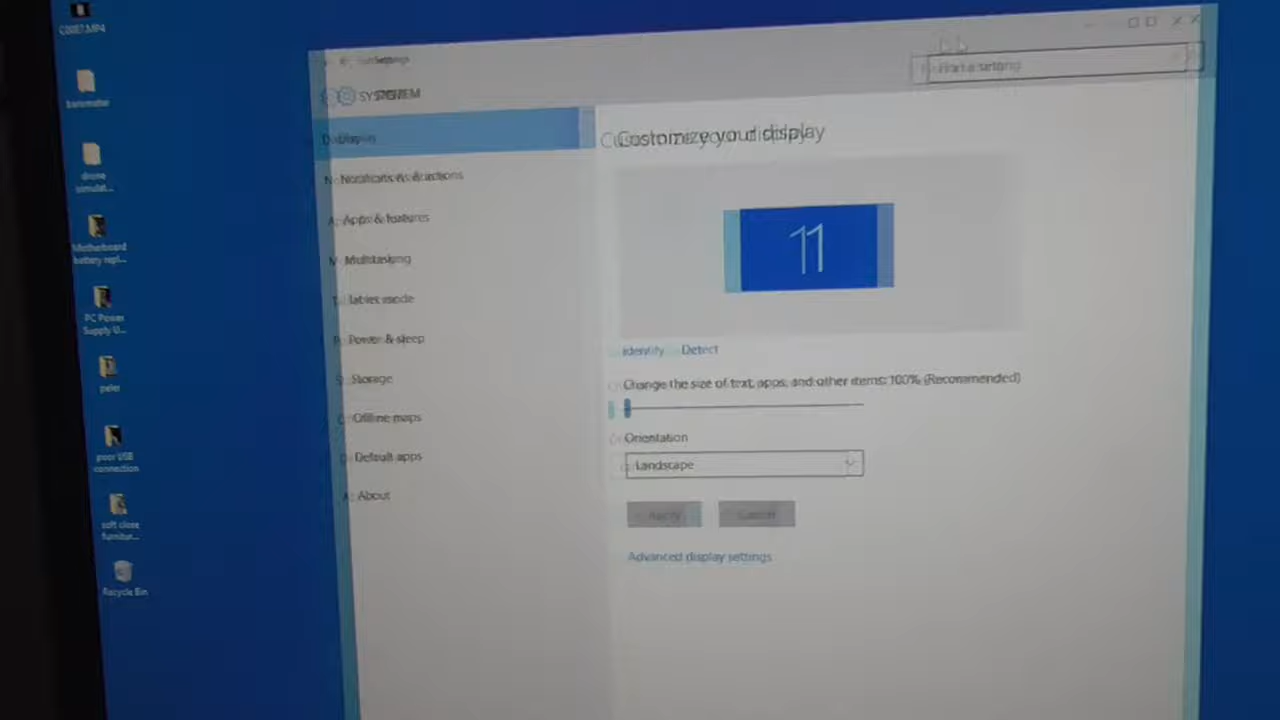 C0087.MP4
barometer
drone
simulat...
Motherboard
battery repl...
PC Power
Supply U...
peler
poor USB
connection
soft close
furnitur...
Recycle Bin
Settings
SYSTEM
Find a setting
Display
Notifications & actions
Apps & features
Multitasking
Tablet mode
Power & sleep
Storage
Offline maps
Default apps
About
Customize your display
1
Identify Detect
Change the size of text, apps, and other items: 100% (Recommended)
Orientation
Landscape
Apply Cancel
Advanced display settings